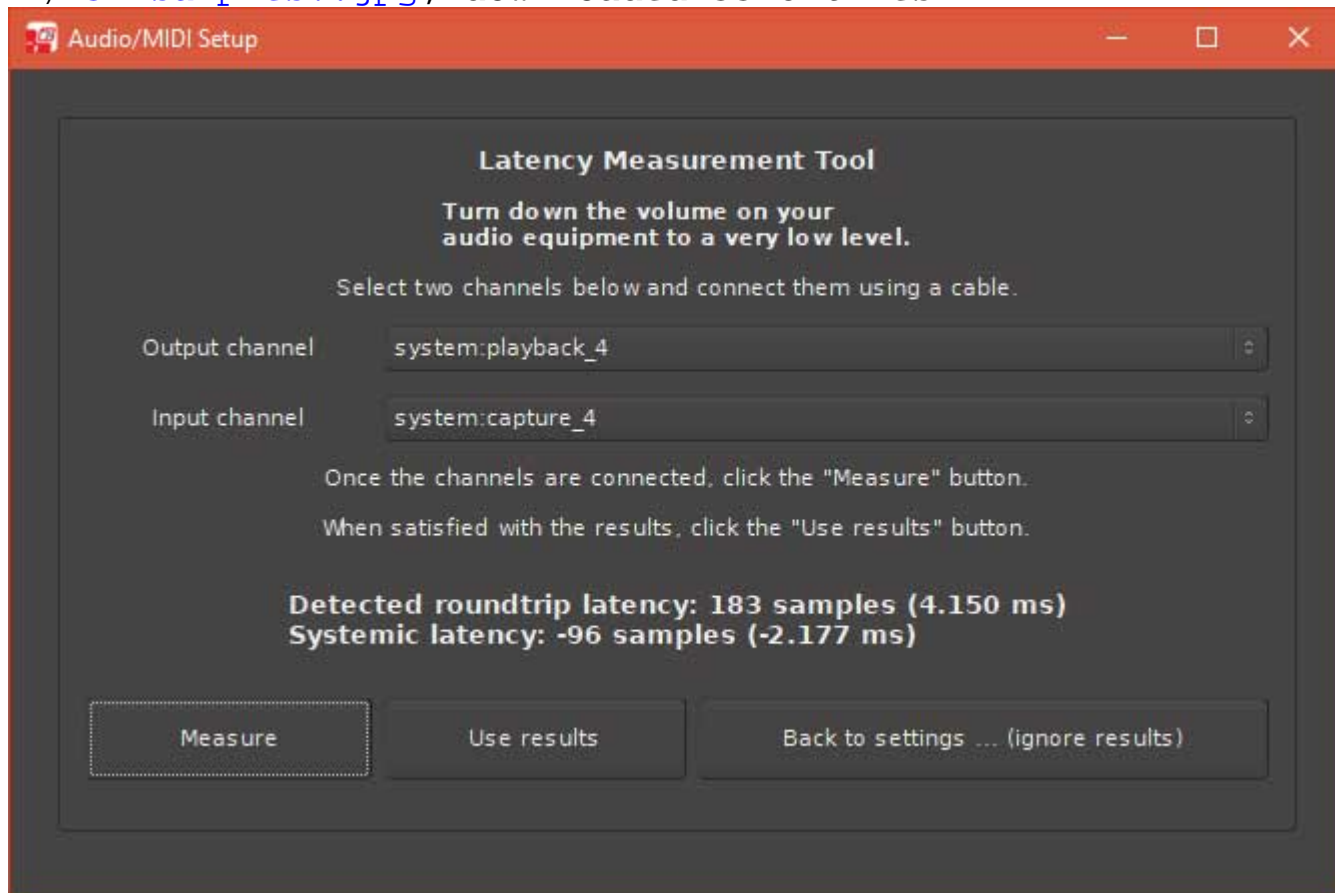 Audio/MIDI Setup
Latency Measurement Tool
Turn down the volume on your
audio equipment to a very low level.
Select two channels below and connect them using a cable.
Output channel
system:playback_4
Input channel
system:capture_4
Once the channels are connected, click the "Measure" button.
When satisfied with the results, click the "Use results" button.
Detected roundtrip latency: 183 samples (4.150 ms)
Systemic latency: -96 samples (-2.177 ms)
Measure
Use results
Back to settings ... (ignore results)